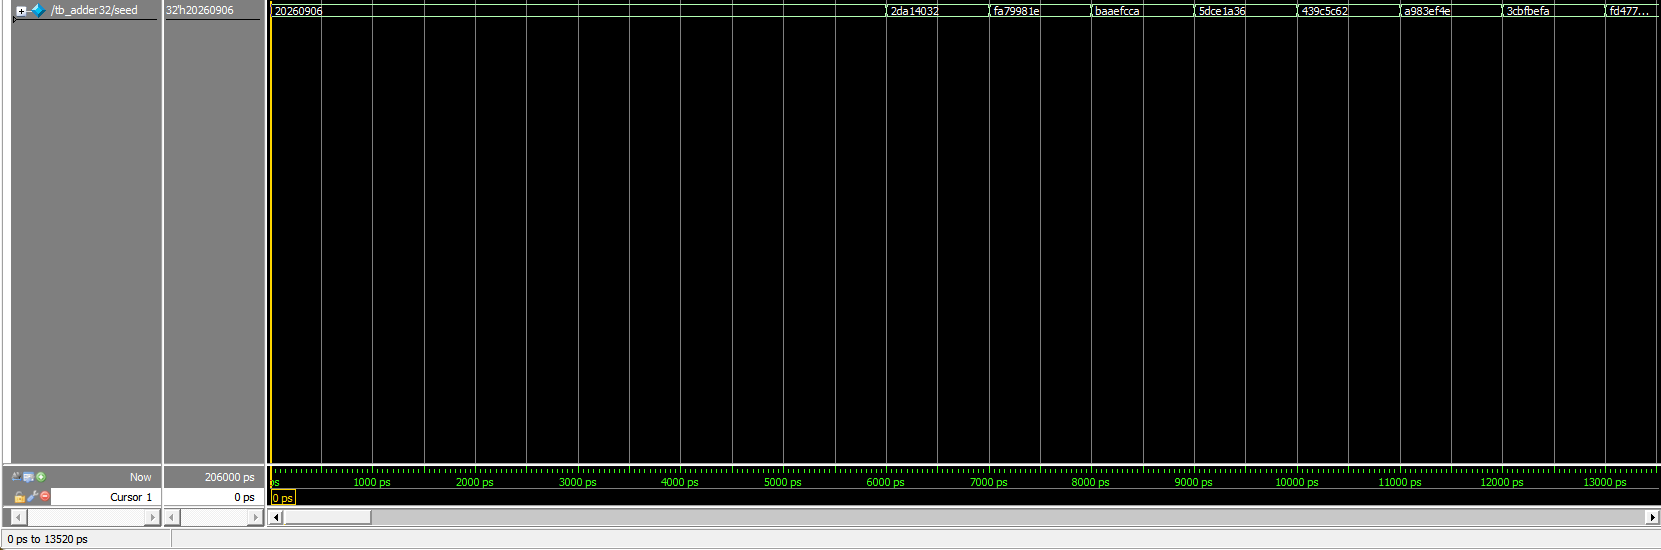 /tb_adder32/seed 32'h20260906 20260906 2da14032 fa79981e baaefcca 5dce1a36 439c5c62 a983ef4e 3cbfbefa fd477...
Now 206000 ps ps 1000 ps 2000 ps 3000 ps 4000 ps 5000 ps 6000 ps 7000 ps 8000 ps 9000 ps 10000 ps 11000 ps 12000 ps 13000 ps
Cursor 1 0 ps 0 ps
0 ps to 13520 ps